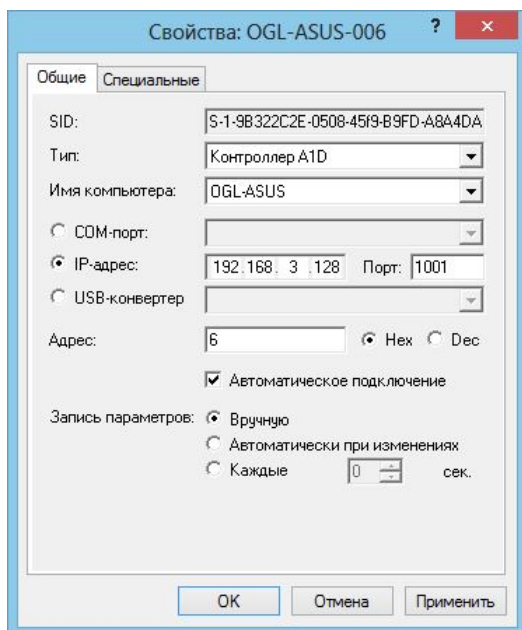 Свойства: OGL-ASUS-006 ? ×
Общие Специальные
SID: S-1-9B322C2E-0508-45f9-B9FD-A8A4DA
Тип: Контроллер A1D
Имя компьютера: OGL-ASUS
COM-порт:
IP-адрес: 192.168. 3 .128 Порт: 1001
USB-конвертер
Адрес: 6 Hex Dec
Автоматическое подключение
Запись параметров: Вручную
Автоматически при изменениях
Каждые 0 сек.
OK Отмена Применить